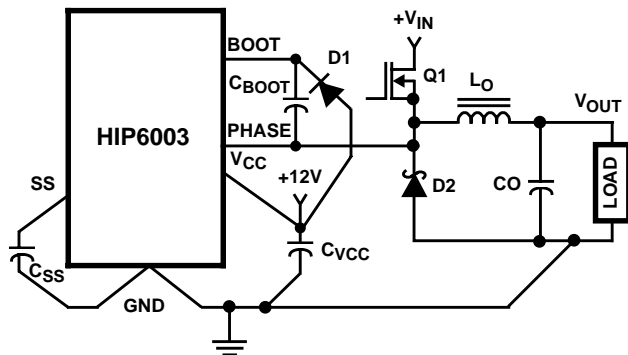 +VIN
BOOT
D1
Q1
CBOOT
LO
VOUT
HIP6003
PHASE
VCC
SS
+12V
D2
CO
LOAD
CVCC
CSS
GND